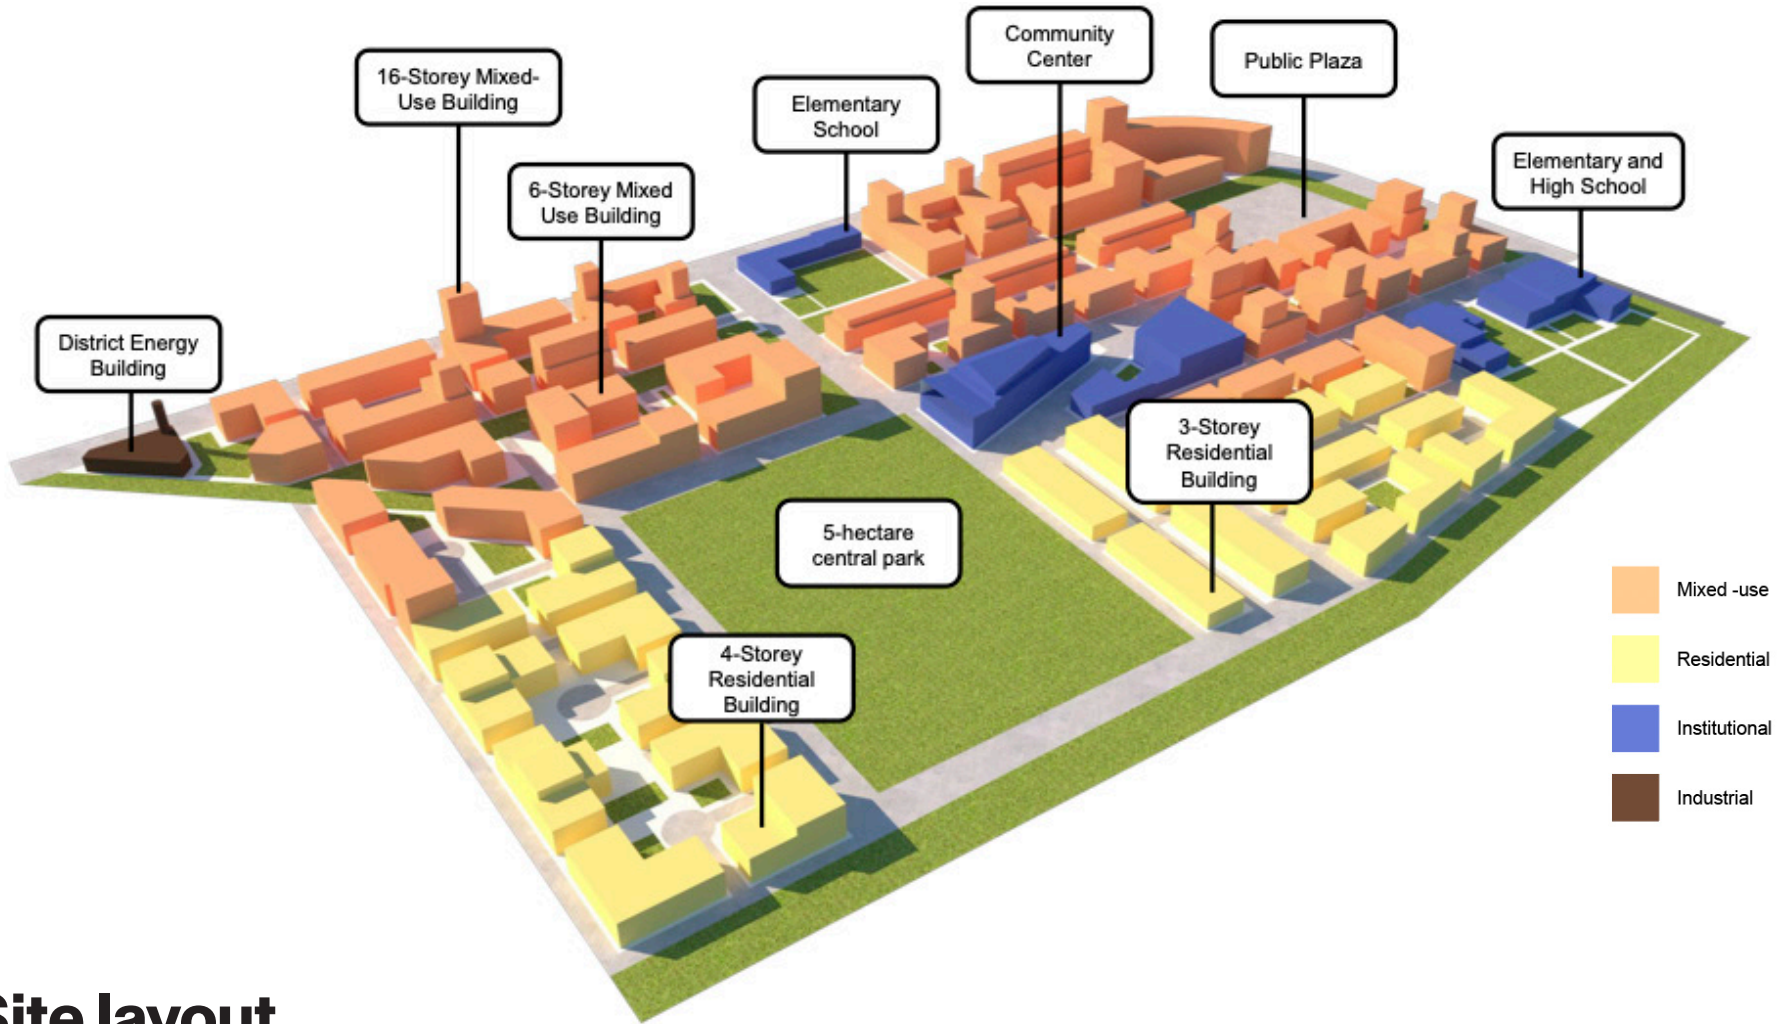 Community
Center
Public Plaza
16-Storey Mixed-
Use Building
Elementary
School
Elementary and
High School
6-Storey Mixed
Use Building
District Energy
Building
3-Storey
Residential
Building
5-hectare
central park
4-Storey
Residential
Building
Mixed -use
Residential
Institutional
Industrial
Site layout